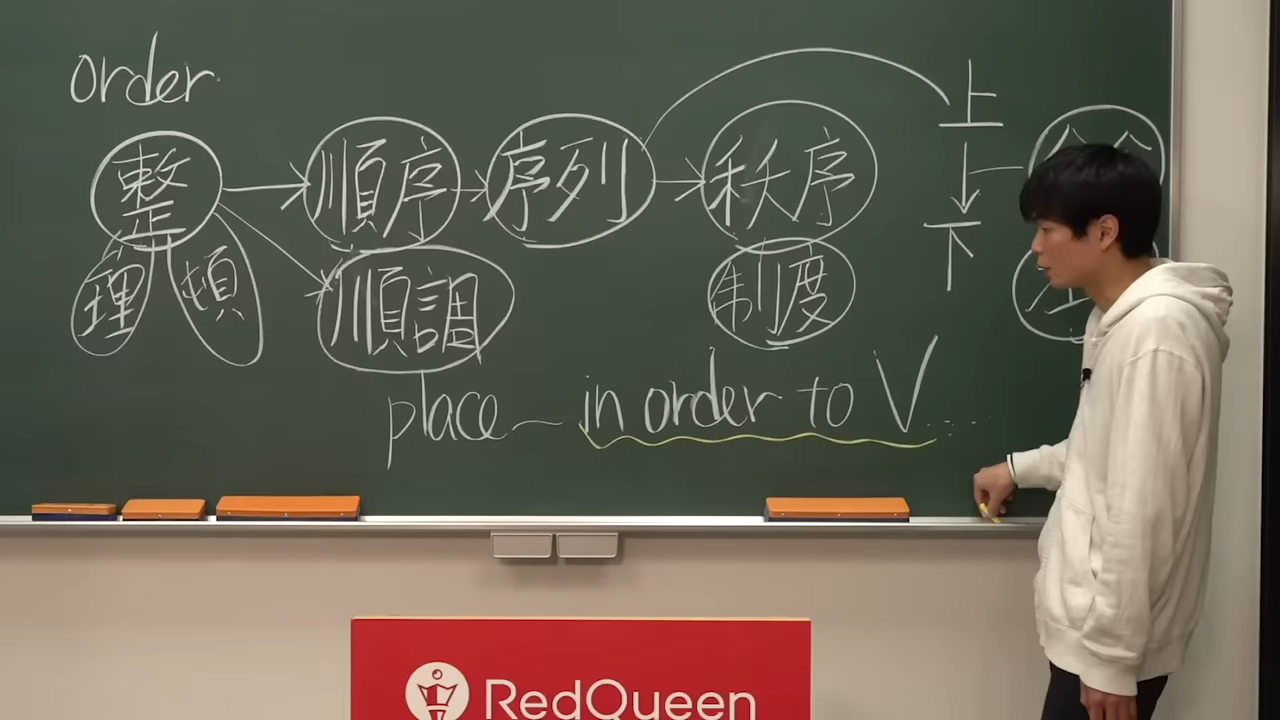 order
整 順序 序列 秩序 上
理 頓 順調 制度 下
place〜 in order to V...
RedQueen